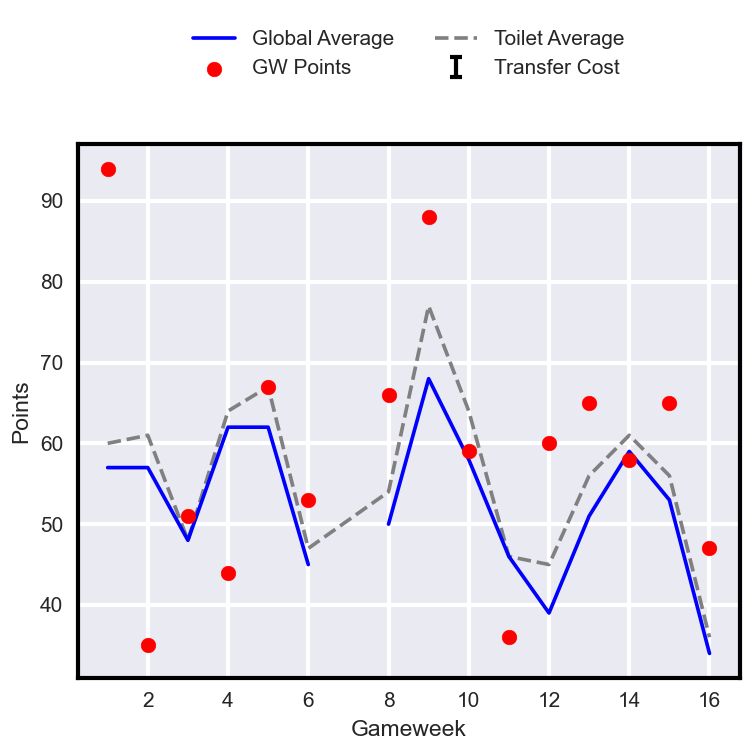 Global Average
Toilet Average
GW Points
Transfer Cost
90
80
70
60
50
40
Points
2 4 6 8 10 12 14 16
Gameweek